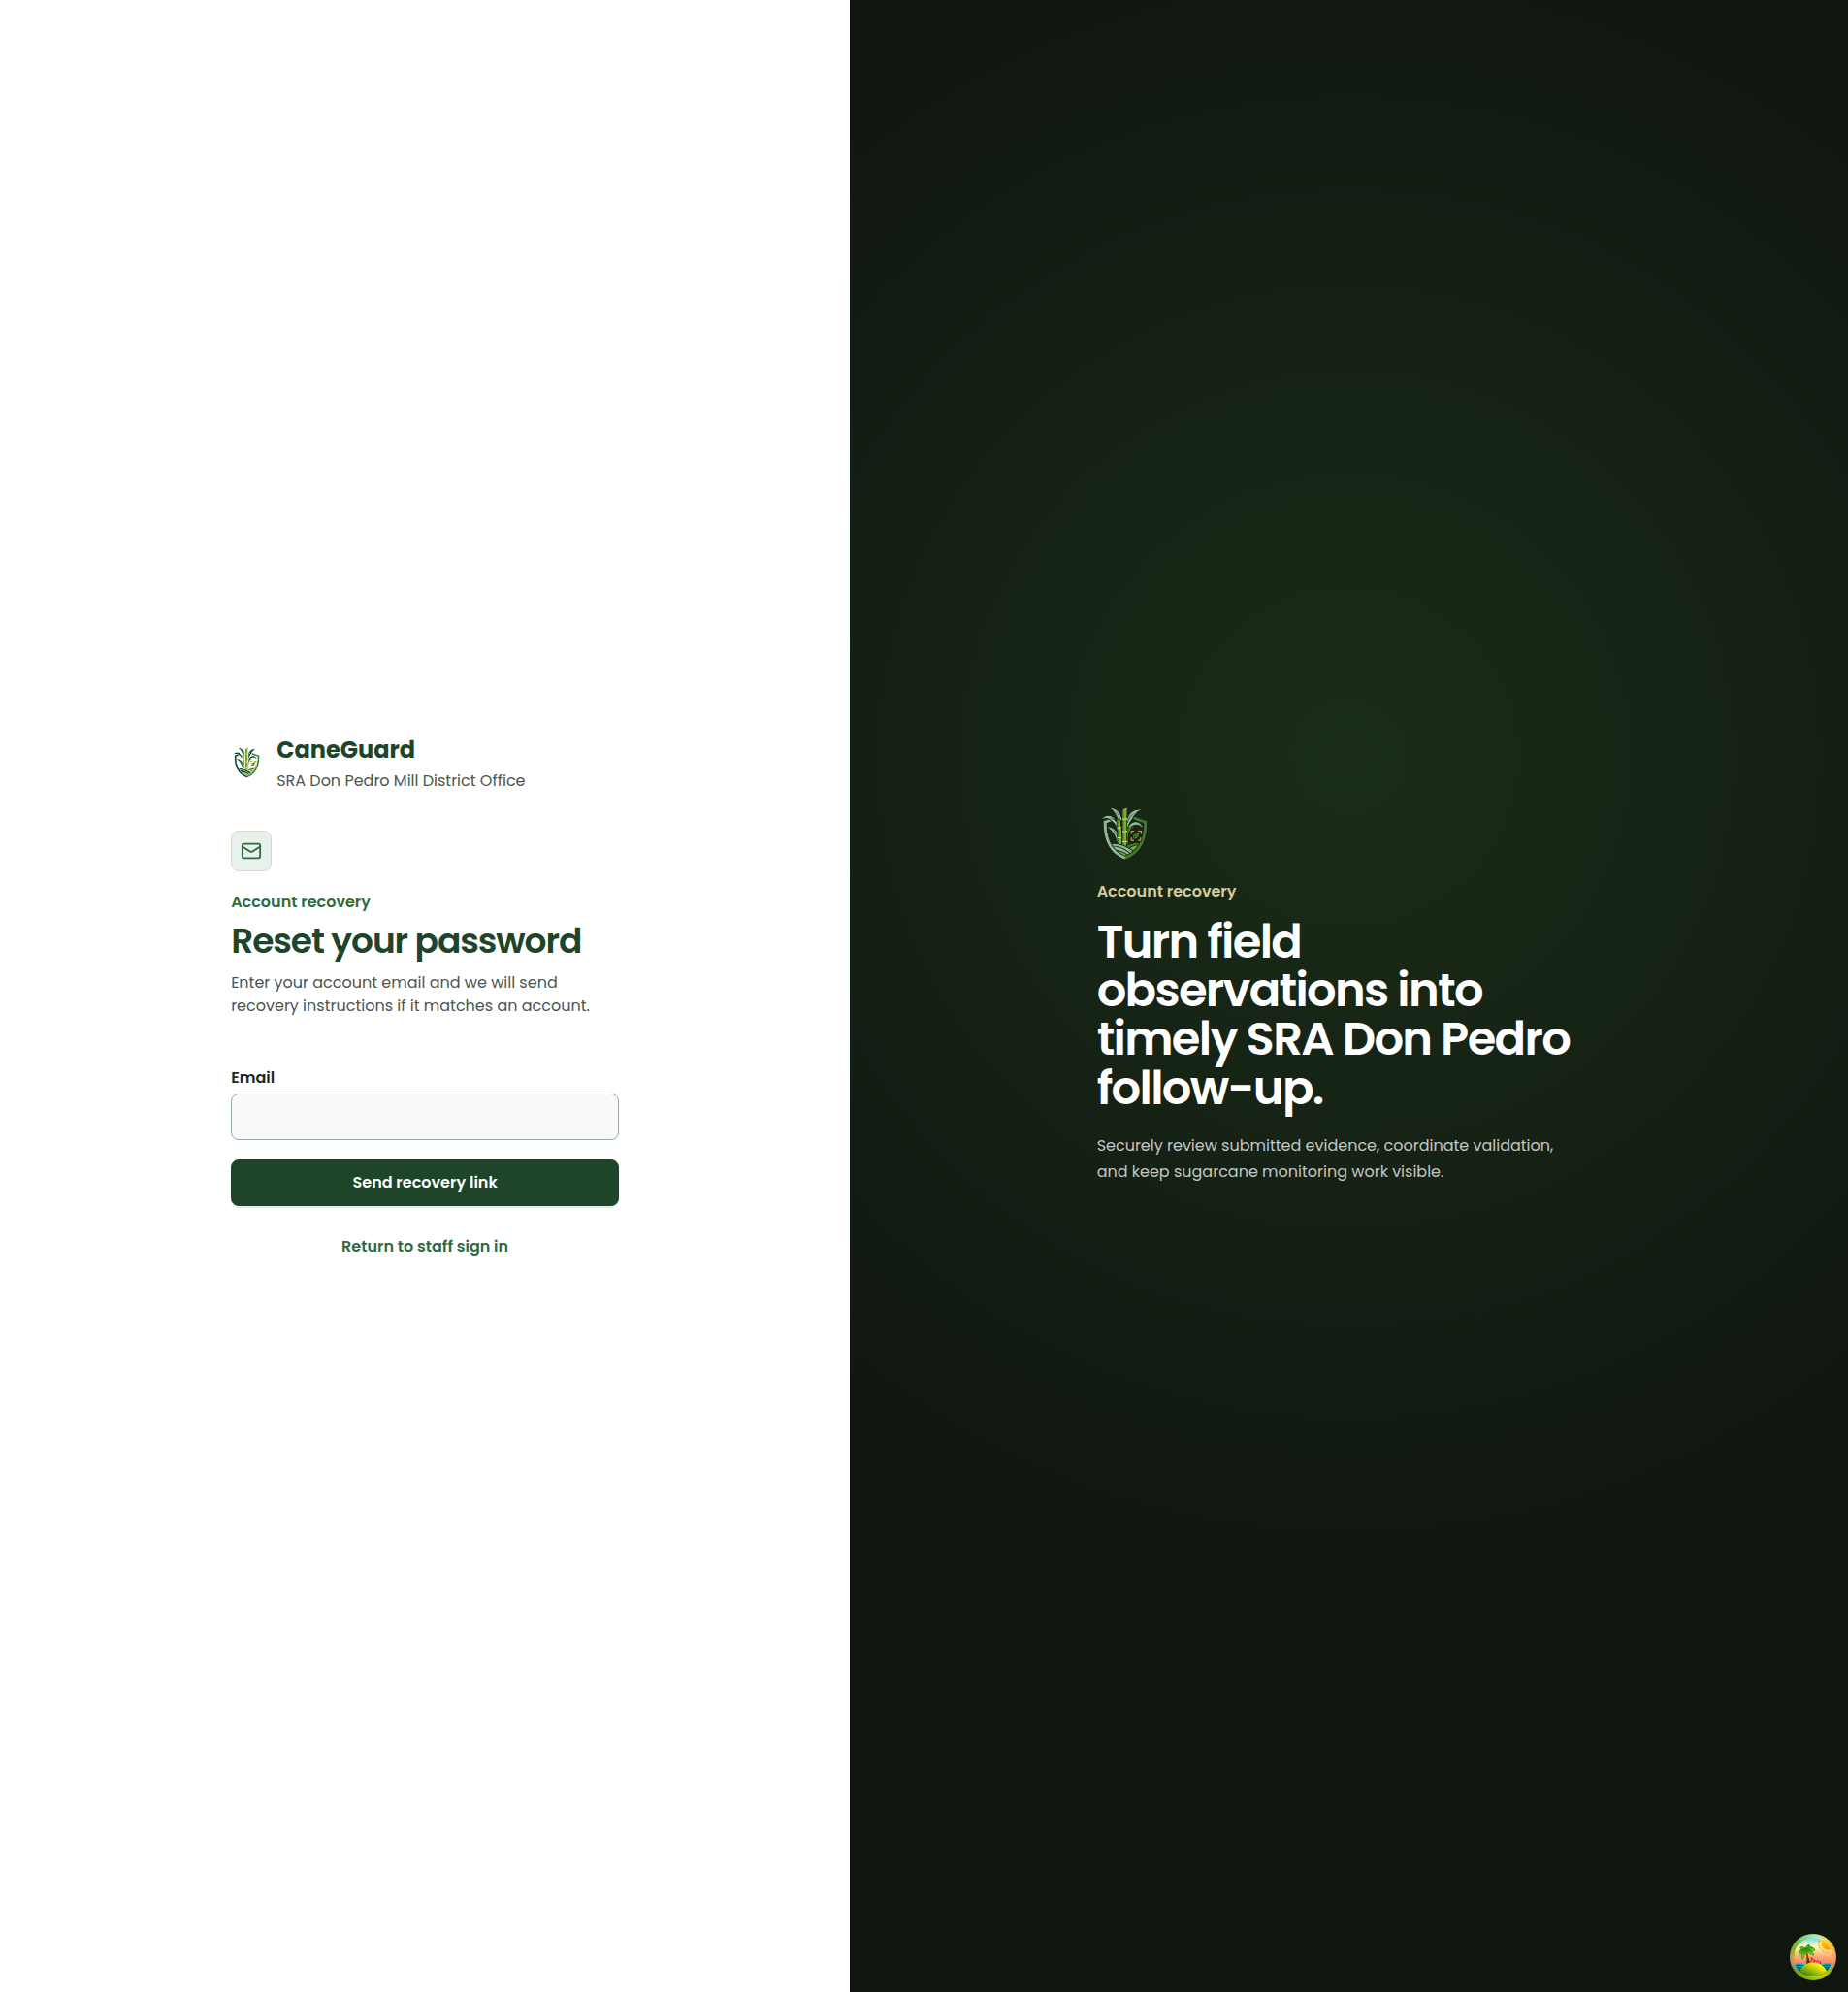 CaneGuard
SRA Don Pedro Mill District Office
Account recovery
Reset your password
Enter your account email and we will send
recovery instructions if it matches an account.
Email
Send recovery link
Return to staff sign in
Account recovery
Turn field
observations into
timely SRA Don Pedro
follow-up.
Securely review submitted evidence, coordinate validation,
and keep sugarcane monitoring work visible.